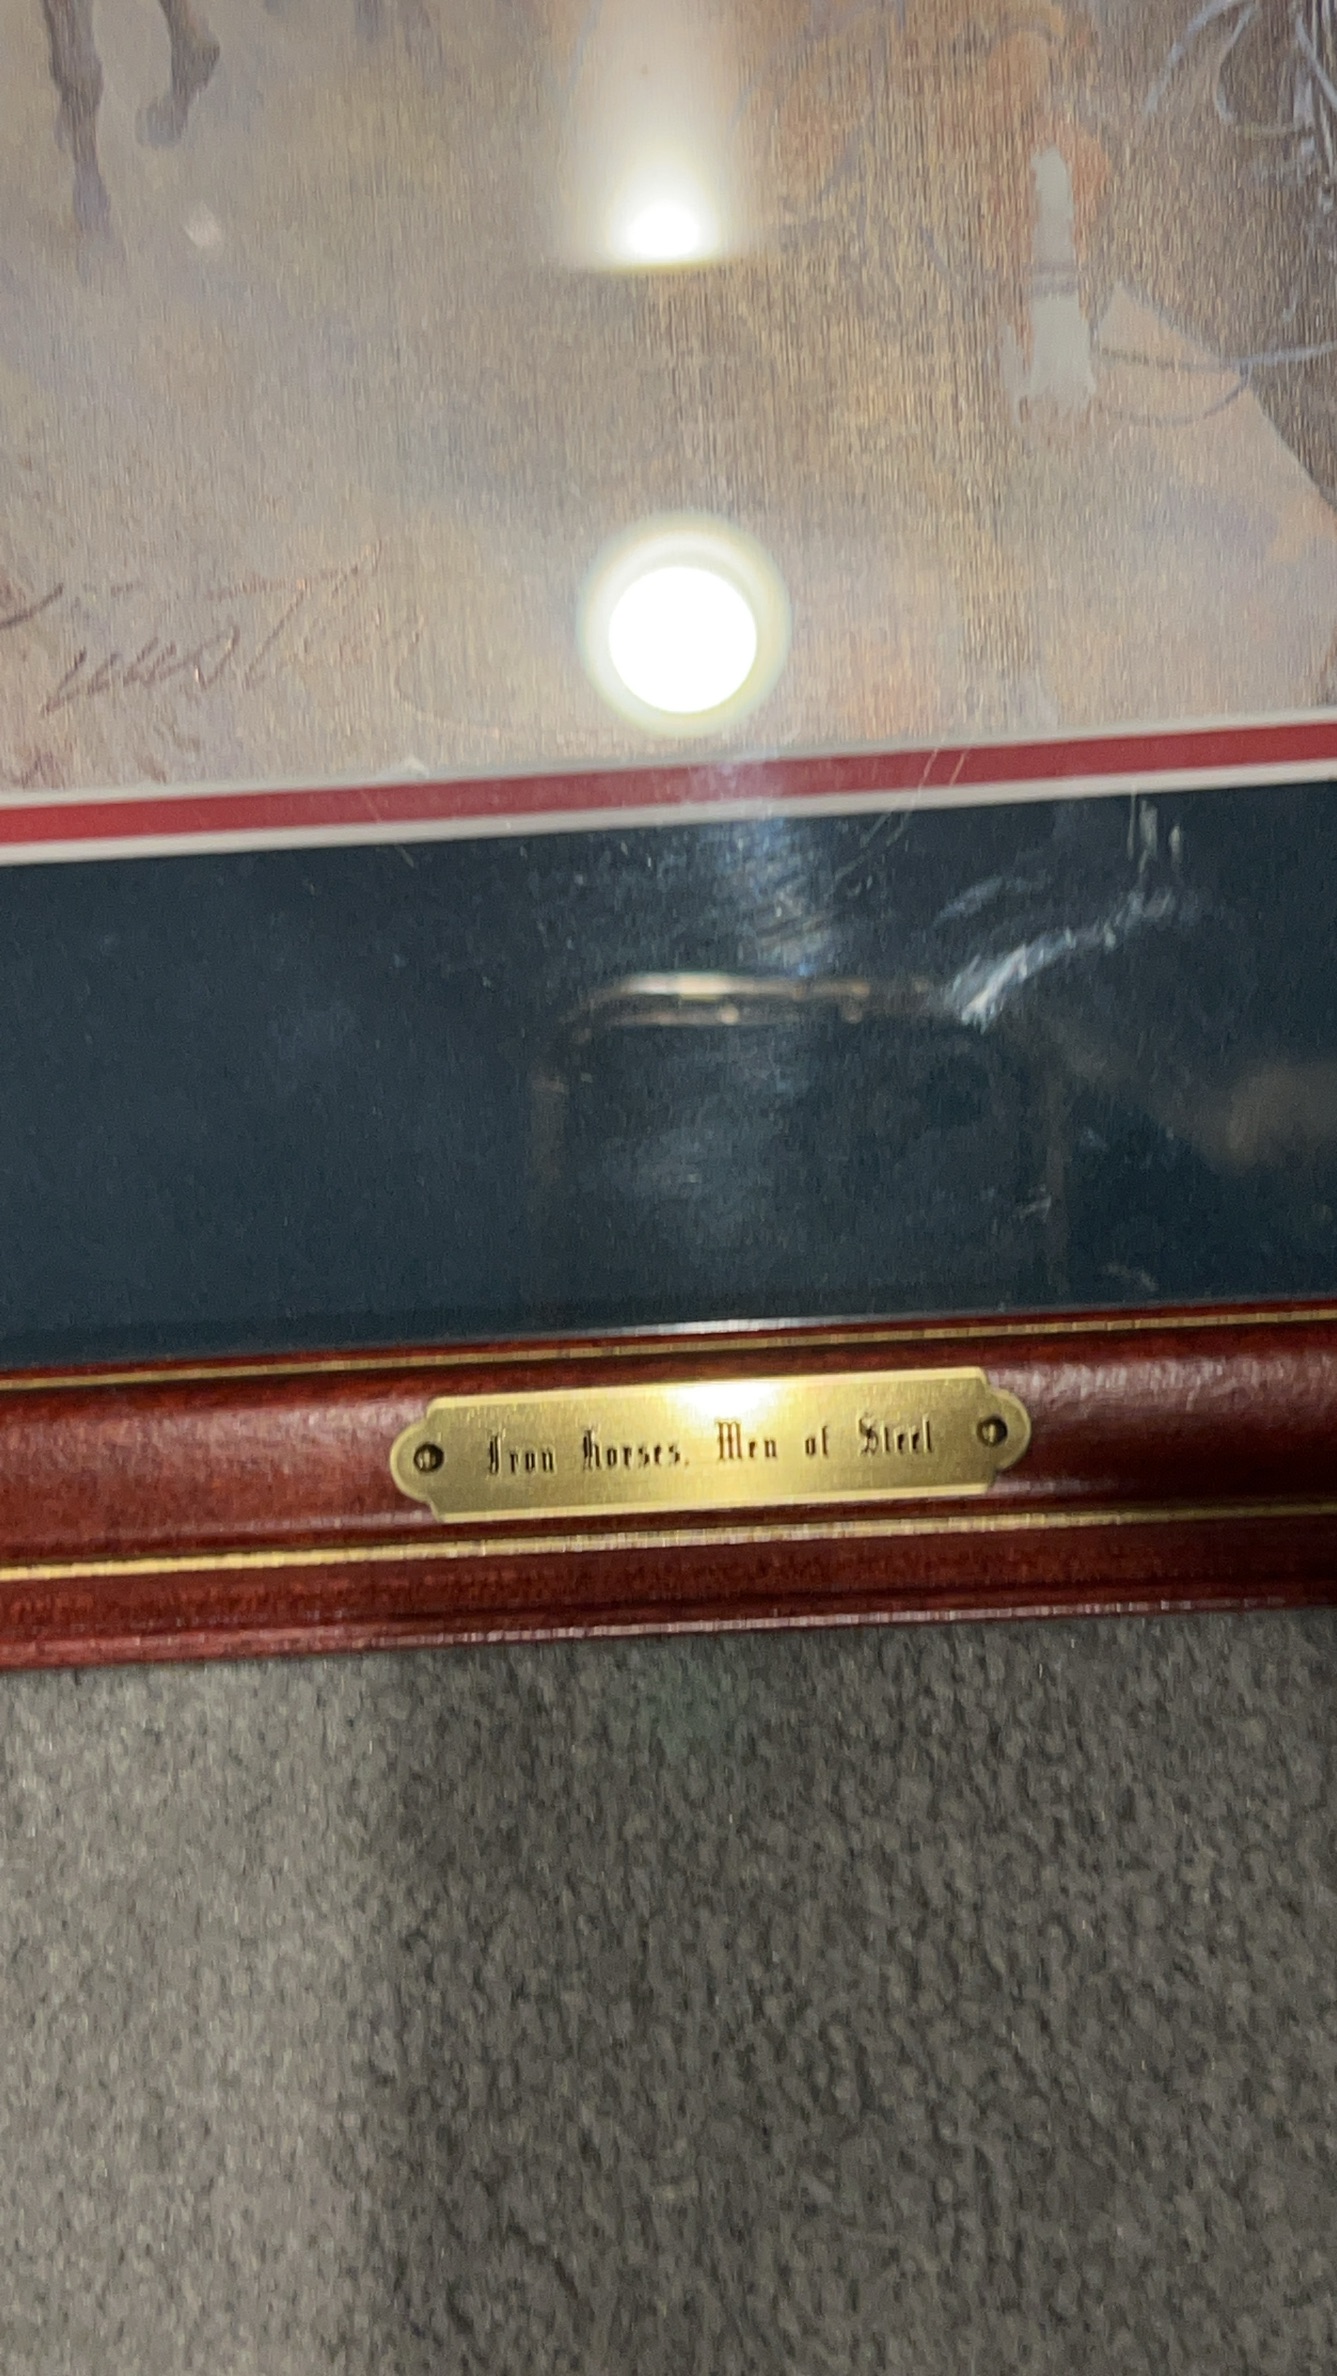 Iron Horses, Men of Steel